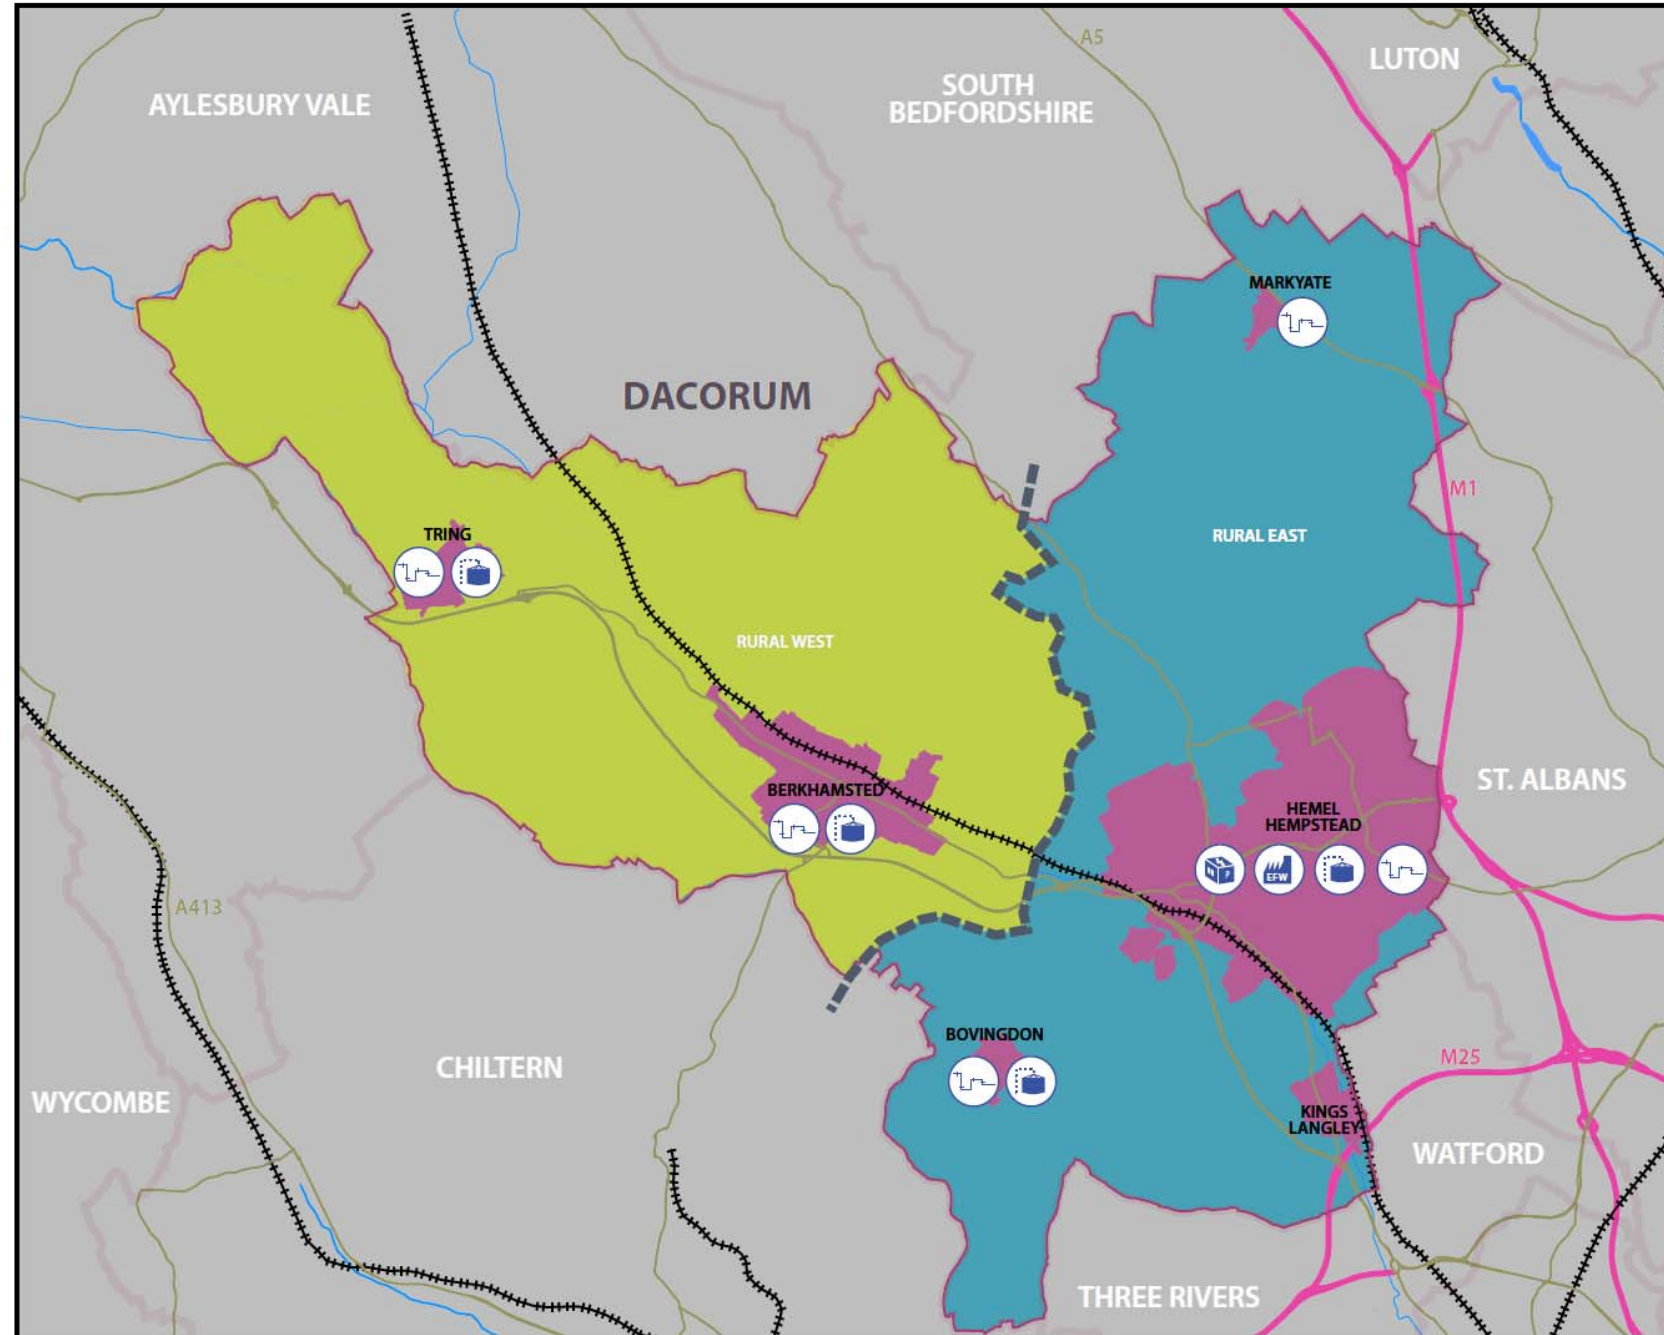 A5
LUTON
AYLESBURY VALE
SOUTH
BEDFORDSHIRE
MARKYATE
DACORUM
M1
TRING
RURAL EAST
RURAL WEST
ST. ALBANS
BERKHAMSTED
HEMEL
HEMPSTEAD
EFW
A413
BOVINGDON
M25
CHILTERN
WYCOMBE
KINGS
LANGLEY
WATFORD
THREE RIVERS